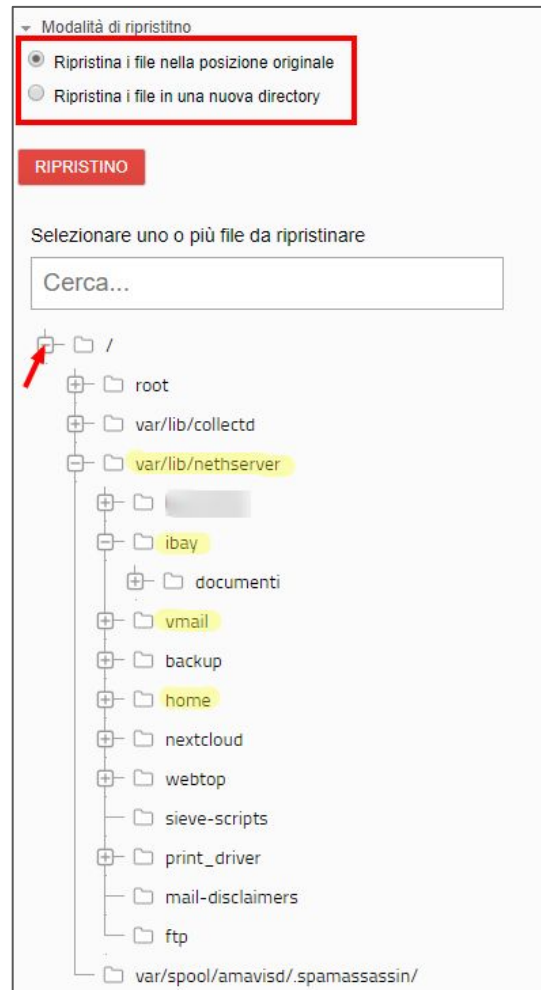 Modalità di ripristitno
Ripristina i file nella posizione originale
Ripristina i file in una nuova directory
RIPRISTINO
Selezionare uno o più file da ripristinare
Cerca...
/
root
var/lib/collectd
var/lib/nethserver
ibay
documenti
vmail
backup
home
nextcloud
webtop
sieve-scripts
print_driver
mail-disclaimers
ftp
var/spool/amavisd/.spamassassin/